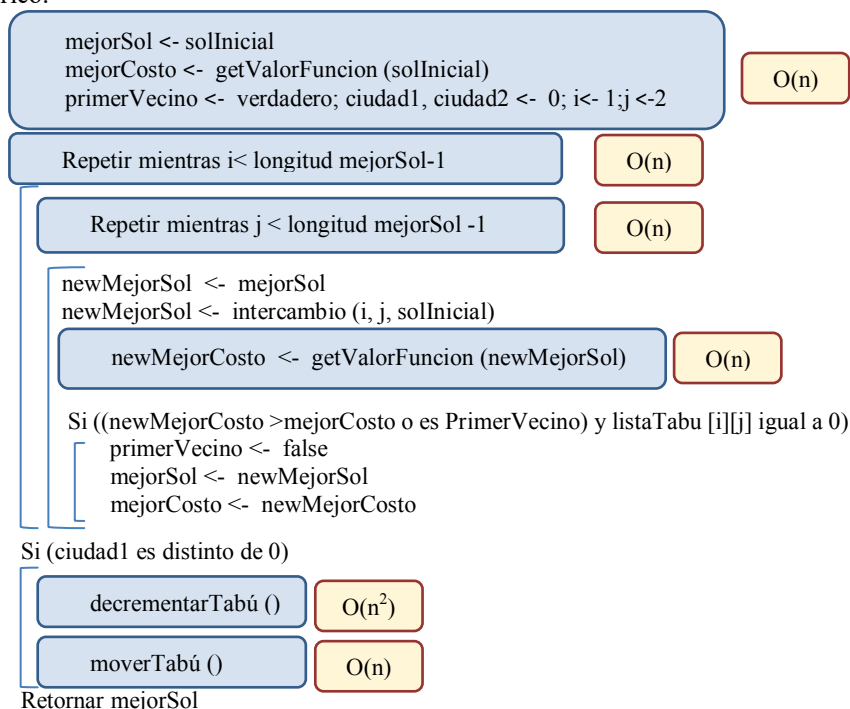 mejorSol <- solInicial
mejorCosto <- getValorFuncion (solInicial)
primerVecino <- verdadero; ciudad1, ciudad2 <- 0; i<- 1;j <-2
O(n)
Repetir mientras i< longitud mejorSol-1
O(n)
Repetir mientras j < longitud mejorSol -1
O(n)
newMejorSol <- mejorSol
newMejorSol <- intercambio (i, j, solInicial)
newMejorCosto <- getValorFuncion (newMejorSol)
O(n)
Si ((newMejorCosto >mejorCosto o es PrimerVecino) y listaTabu [i][j] igual a 0)
primerVecino <- false
mejorSol <- newMejorSol
mejorCosto <- newMejorCosto
Si (ciudad1 es distinto de 0)
decrementarTabú ()
O(n²)
moverTabú ()
O(n)
Retornar mejorSol